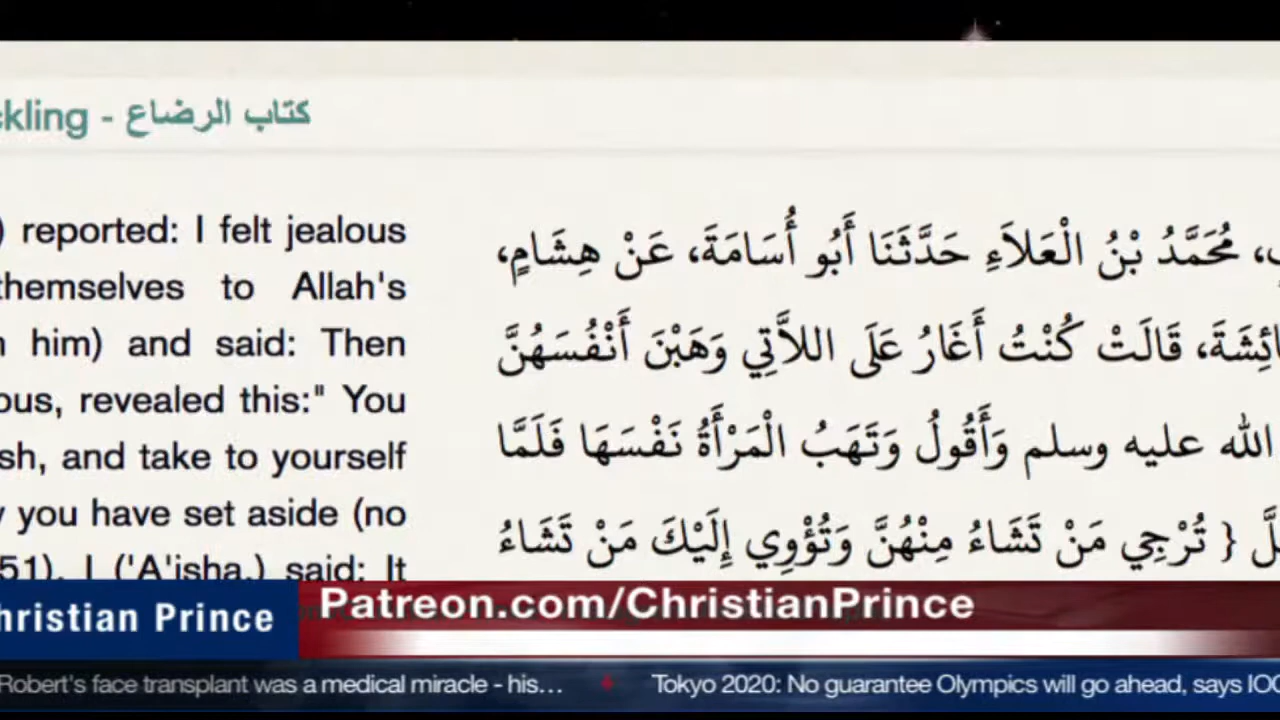 ckling - كتاب الرضاع
) reported: I felt jealous
themselves to Allah's
him) and said: Then
ous, revealed this:" You
sh, and take to yourself
y you have set aside (no
51). I ('A'isha.) said: It
مُحَمَّدُ بْنُ الْعَلاَءِ حَدَّثَنَا أَبُو أُسَامَةَ، عَنْ هِشَامٍ،
ائِشَةَ، قَالَتْ كُنْتُ أَغَارُ عَلَى اللاَّتِي وَهَبْنَ أَنْفُسَهُنَّ
الله عليه وسلم وَأَقُولُ وَتَهَبُ الْمَرْأَةُ نَفْسَهَا فَلَمَّا
لَّ { تُرْجِي مَنْ تَشَاءُ مِنْهُنَّ وَتُؤْوِي إِلَيْكَ مَنْ تَشَاءُ
hristian Prince
Patreon.com/ChristianPrince
Robert's face transplant was a medical miracle - his…
Tokyo 2020: No guarantee Olympics will go ahead, says IOC